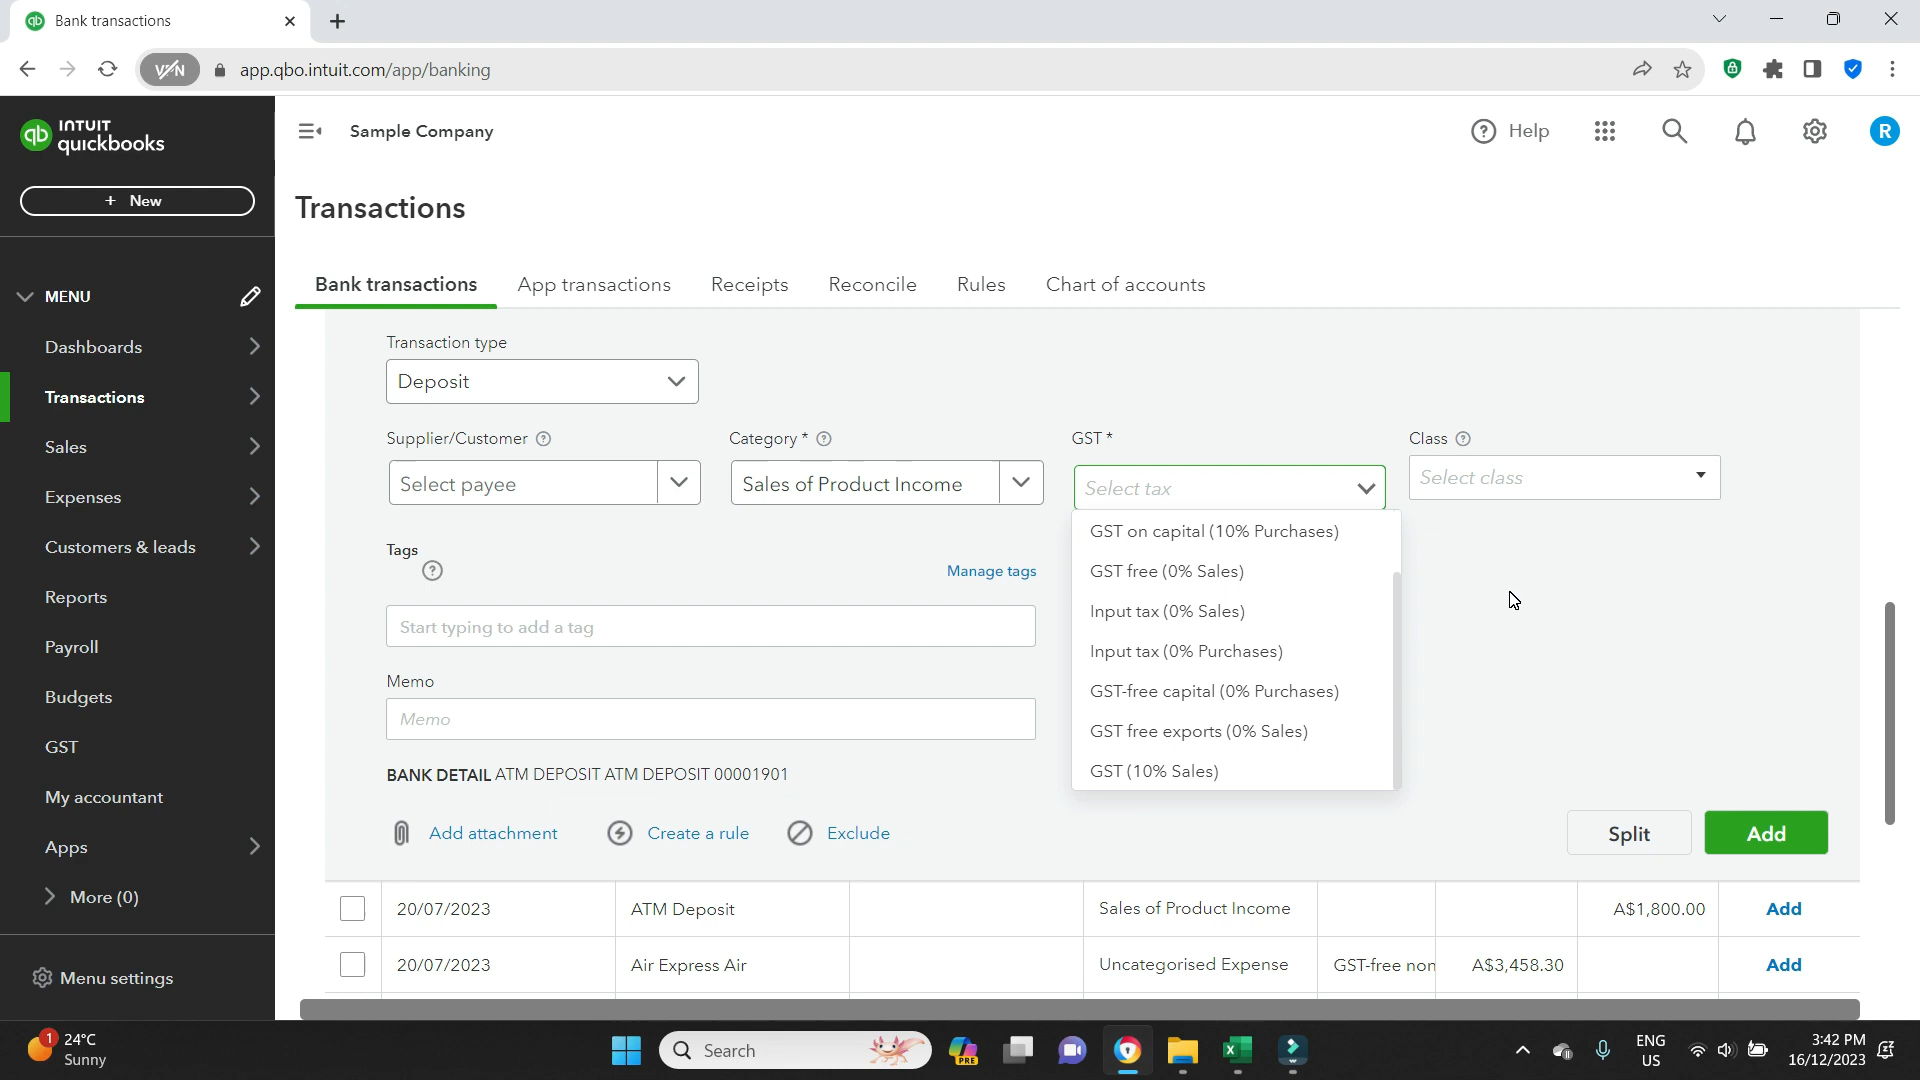 Bank transactions
VPN
app.qbo.intuit.com/app/banking
qb INTUIT
quickbooks
Sample Company
Help
R
+ New
Transactions
MENU
Bank transactions App transactions Receipts Reconcile Rules Chart of accounts
Dashboards
Transactions
Sales
Expenses
Customers & leads
Reports
Payroll
Budgets
GST
My accountant
Apps
More (0)
Menu settings
Transaction type
Deposit
Supplier/Customer
Category *
GST *
Class
Select payee
Sales of Product Income
Select tax
Select class
GST on capital (10% Purchases)
GST free (0% Sales)
Input tax (0% Sales)
Input tax (0% Purchases)
GST-free capital (0% Purchases)
GST free exports (0% Sales)
GST (10% Sales)
Tags
Manage tags
Start typing to add a tag
Memo
Memo
BANK DETAIL ATM DEPOSIT ATM DEPOSIT 00001901
Add attachment Create a rule Exclude
Split Add
20/07/2023 ATM Deposit Sales of Product Income A$1,800.00 Add
20/07/2023 Air Express Air Uncategorised Expense GST-free non A$3,458.30 Add
1
24°C
Sunny
Search
PRE
ENG
US
3:42 PM
16/12/2023